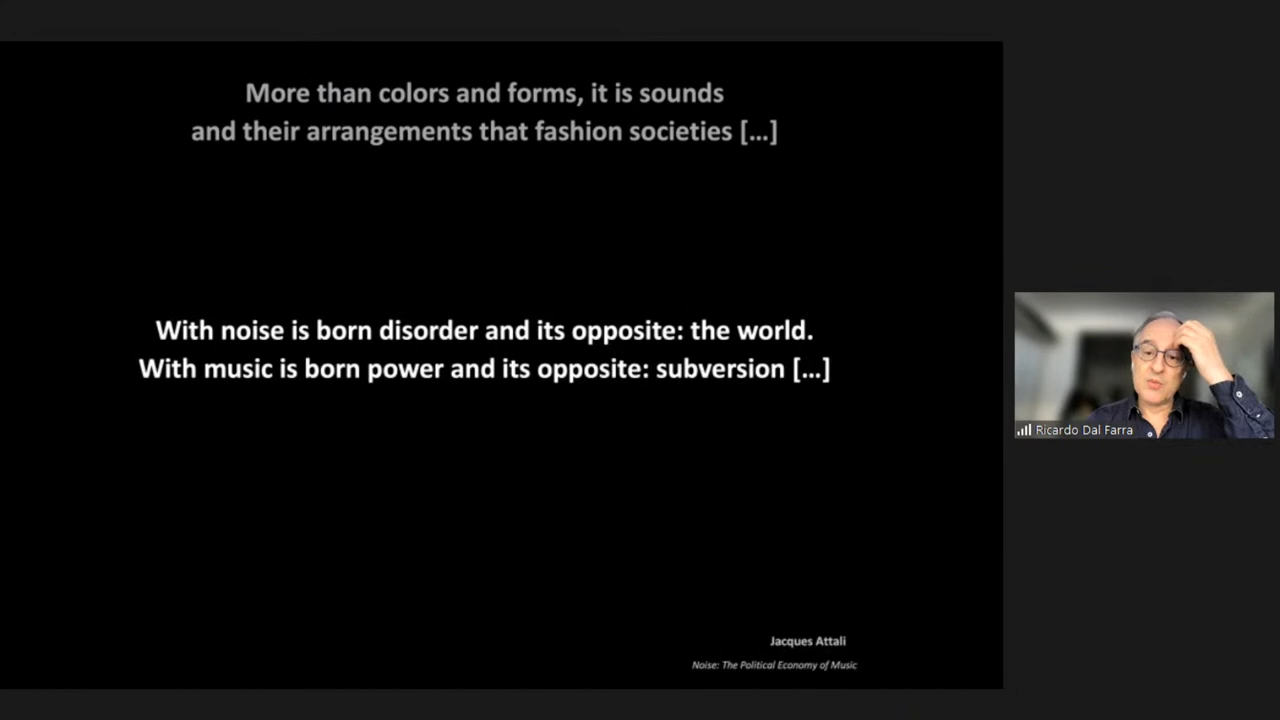 More than colors and forms, it is sounds
and their arrangements that fashion societies […]
With noise is born disorder and its opposite: the world.
With music is born power and its opposite: subversion […]
Ricardo Dal Farra
Jacques Attali
Noise: The Political Economy of Music